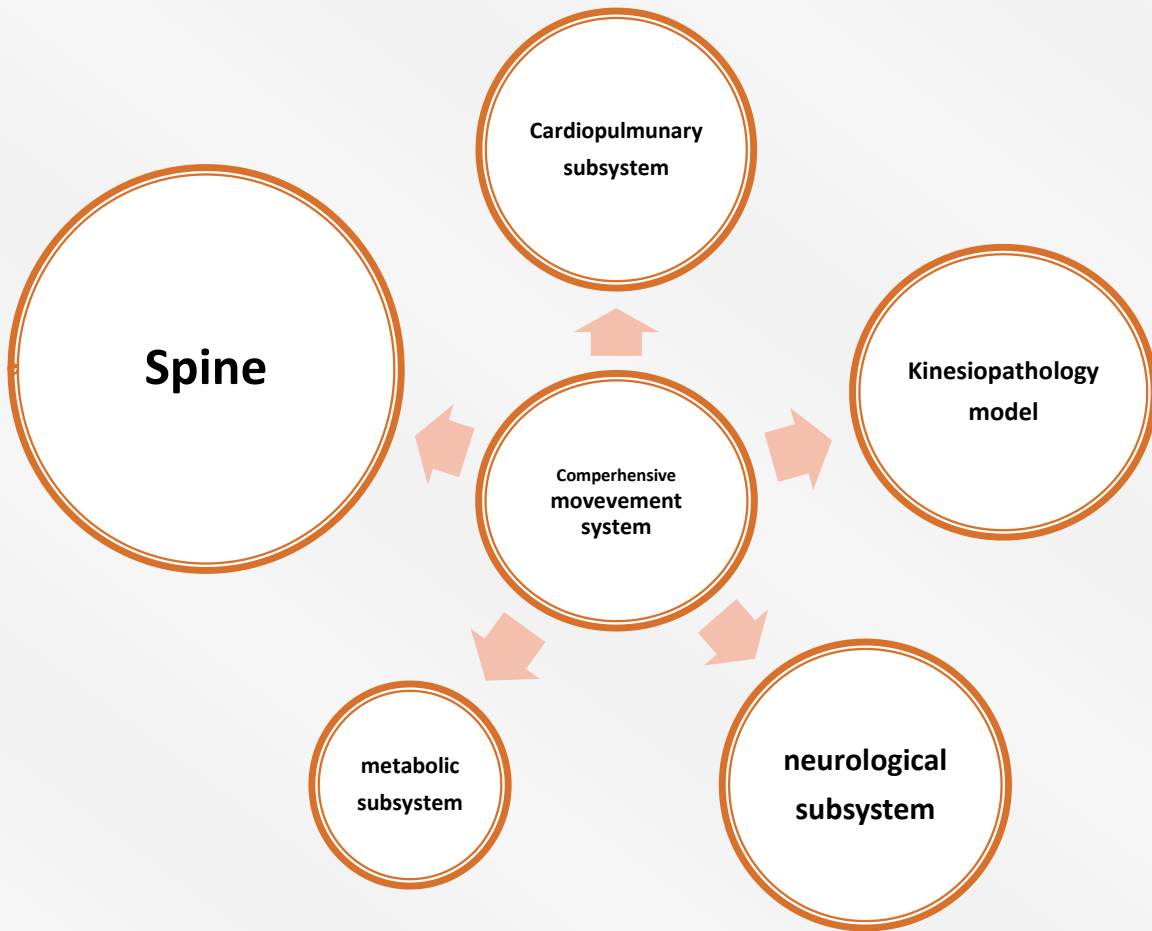 Cardiopulmunary
subsystem
Spine
Kinesiopathology
model
Comperhensive
movevement
system
metabolic
subsystem
neurological
subsystem